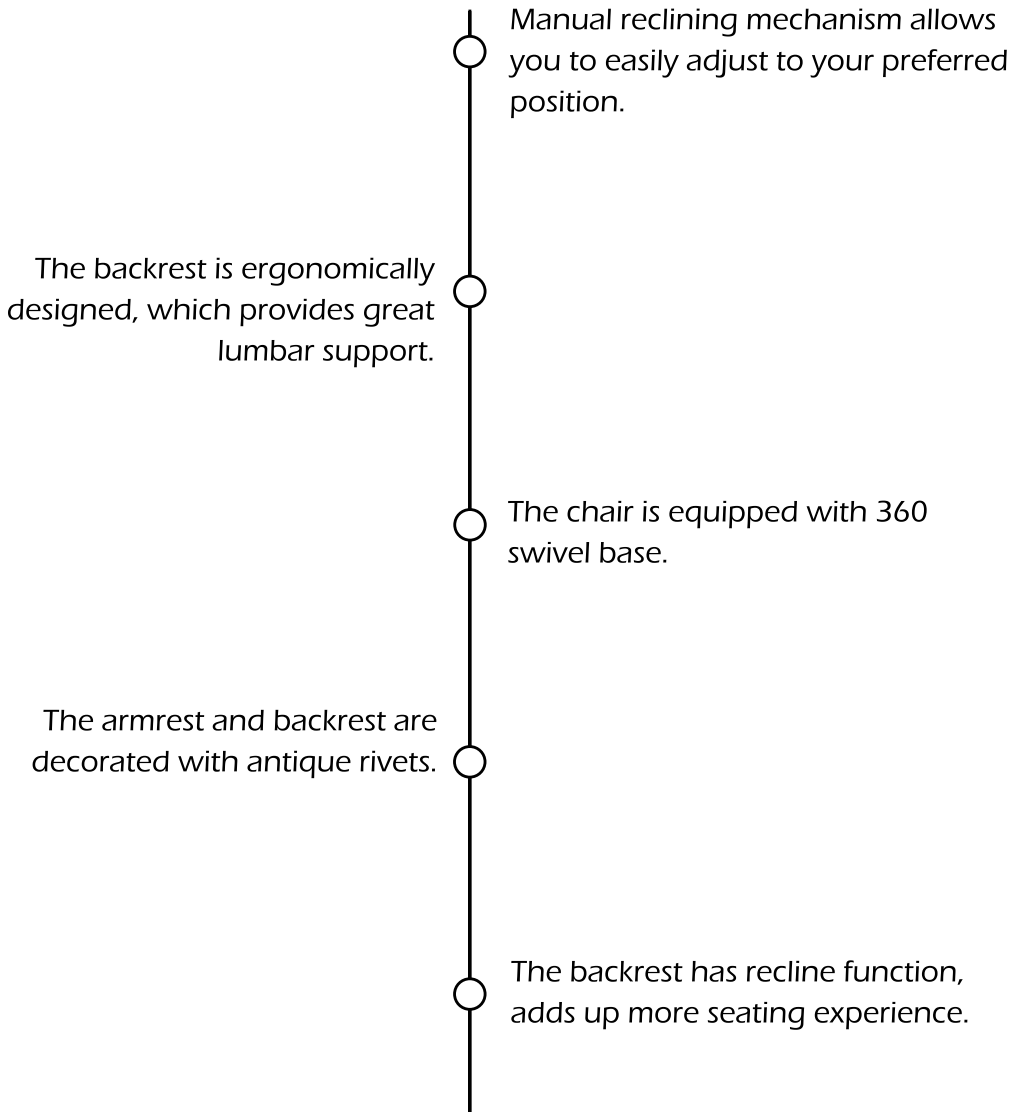 Manual reclining mechanism allows
you to easily adjust to your preferred
position.
The backrest is ergonomically
designed, which provides great
lumbar support.
The chair is equipped with 360
swivel base.
The armrest and backrest are
decorated with antique rivets.
The backrest has recline function,
adds up more seating experience.